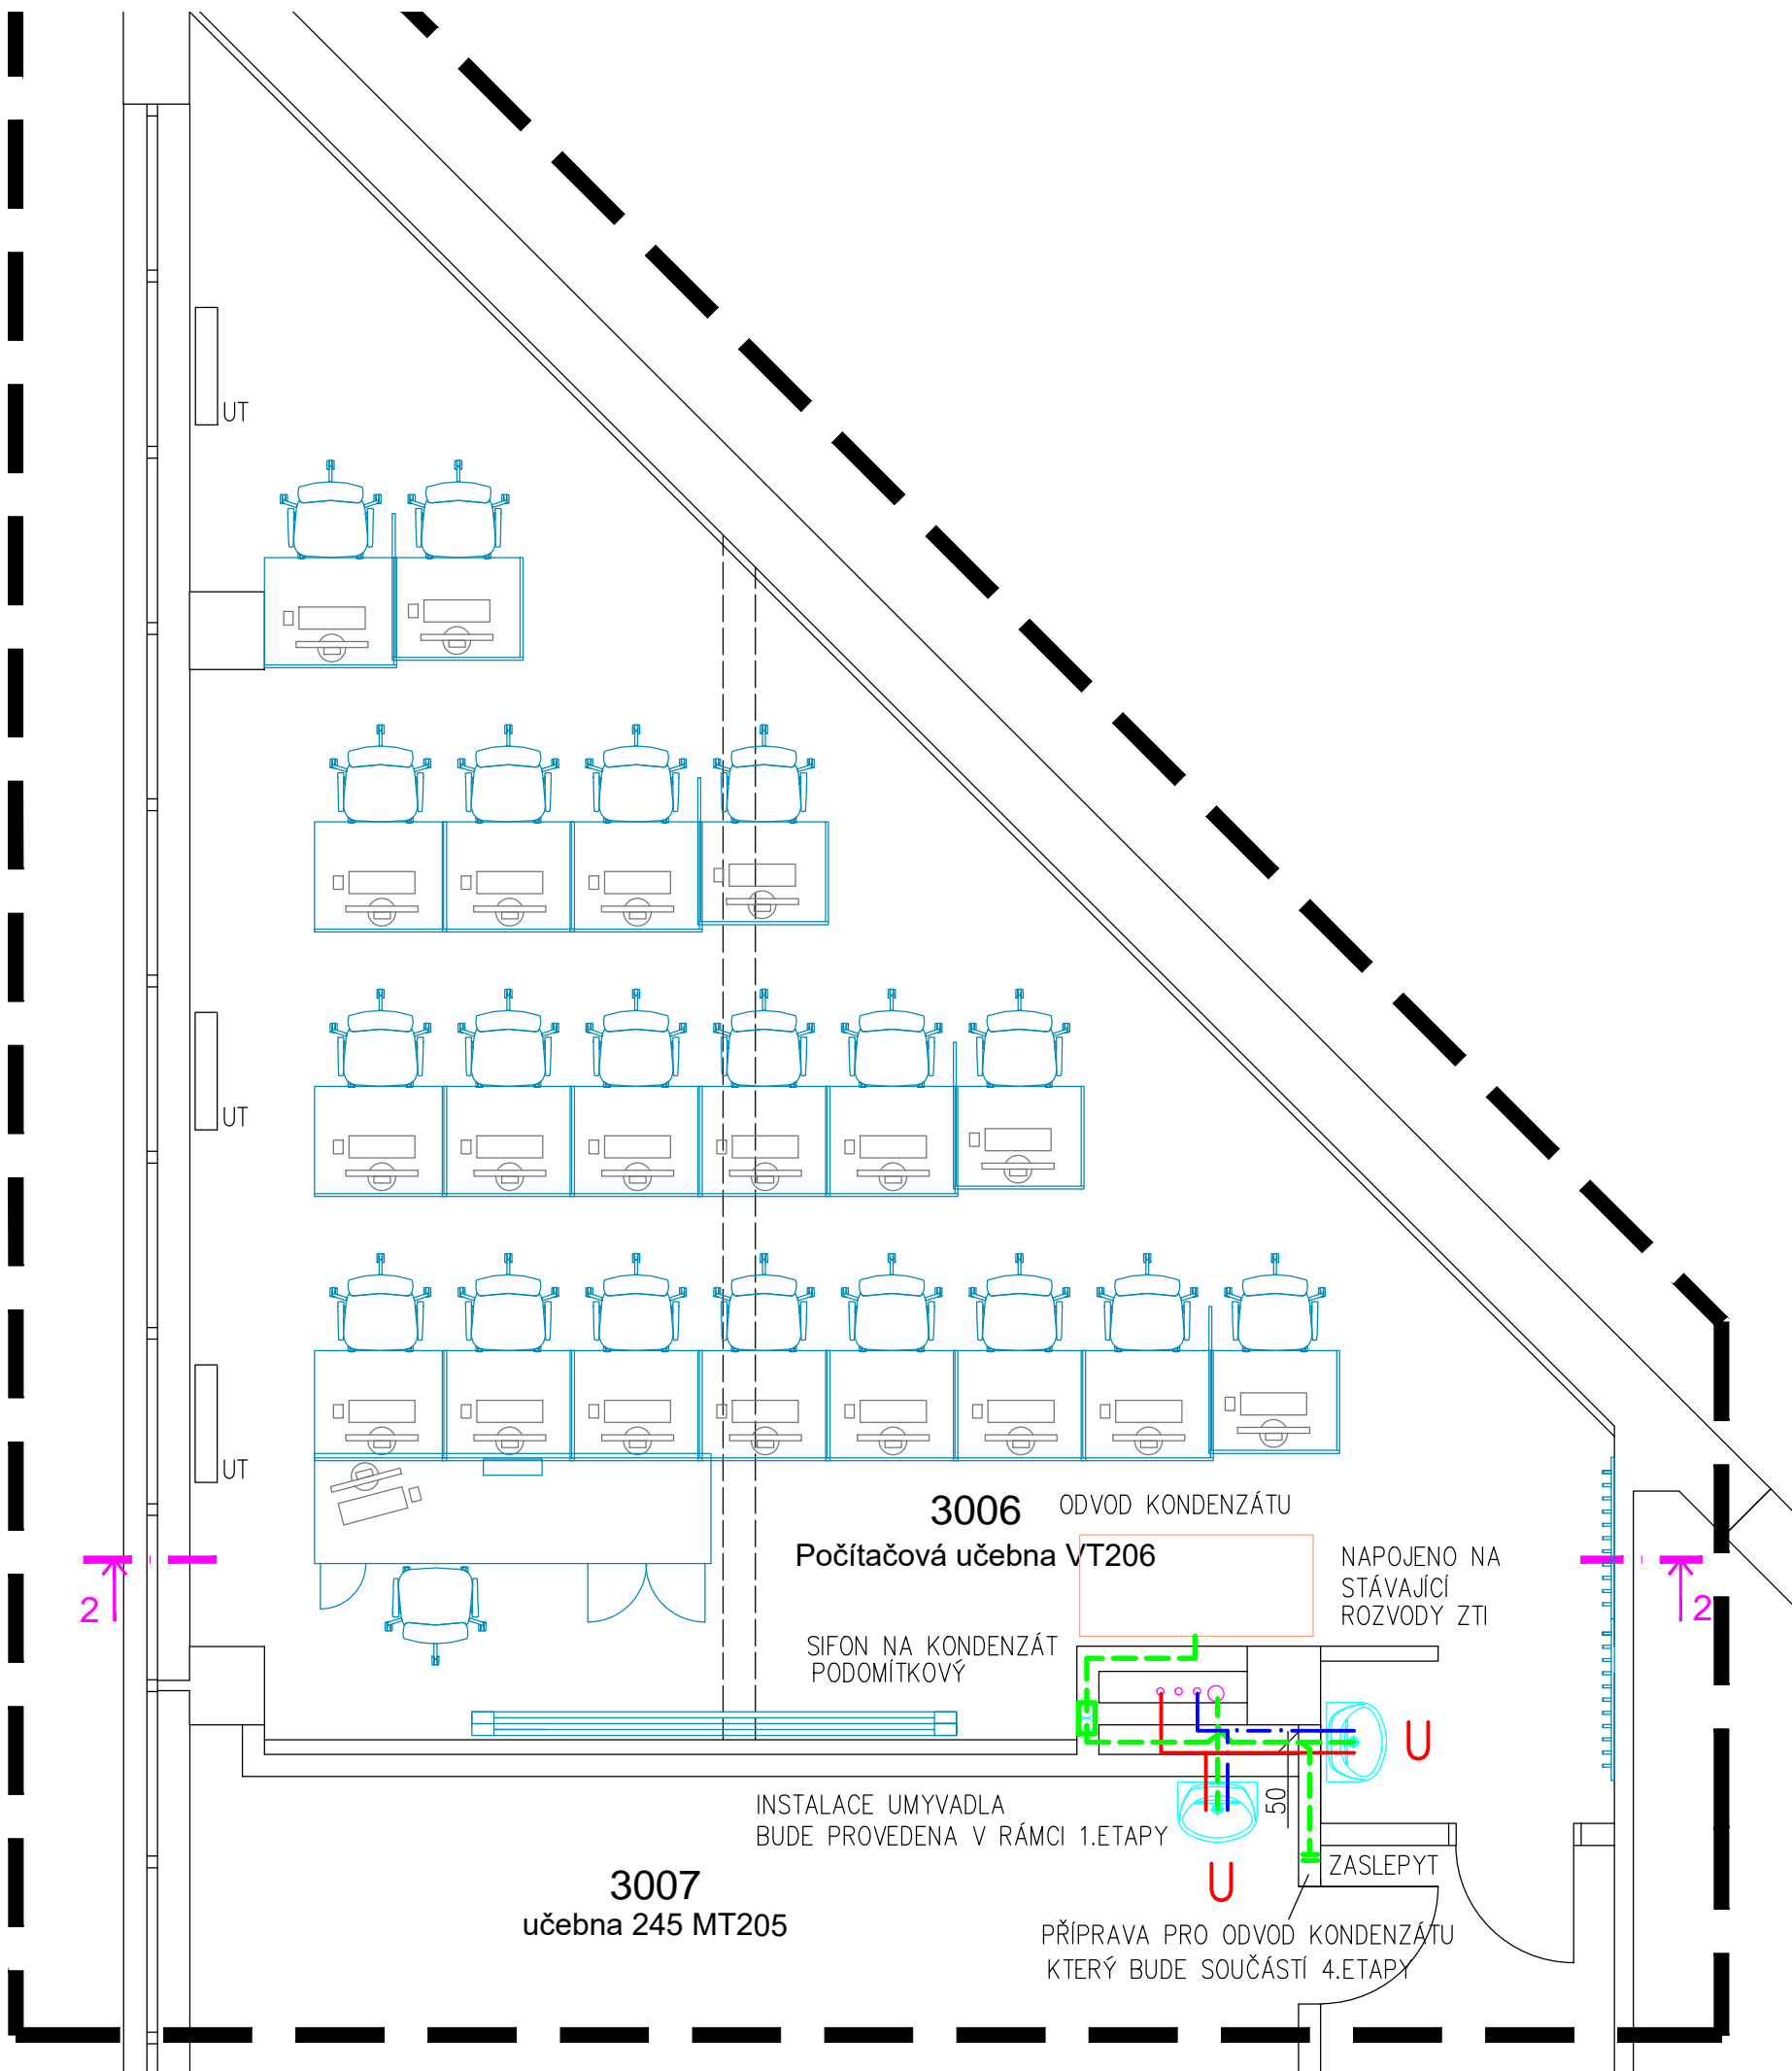 UT
UT
UT
3006
Počítačová učebna VT206
ODVOD KONDENZÁTU
NAPOJENO NA
STÁVAJÍCÍ
ROZVODY ZTI
2
2
SIFON NA KONDENZÁT
PODOMÍTKOVÝ
U
INSTALACE UMYVADLA
BUDE PROVEDENA V RÁMCI 1.ETAPY
50
U
ZASLEPYT
3007
učebna 245 MT205
PŘÍPRAVA PRO ODVOD KONDENZÁTU
KTERÝ BUDE SOUČÁSTÍ 4.ETAPY